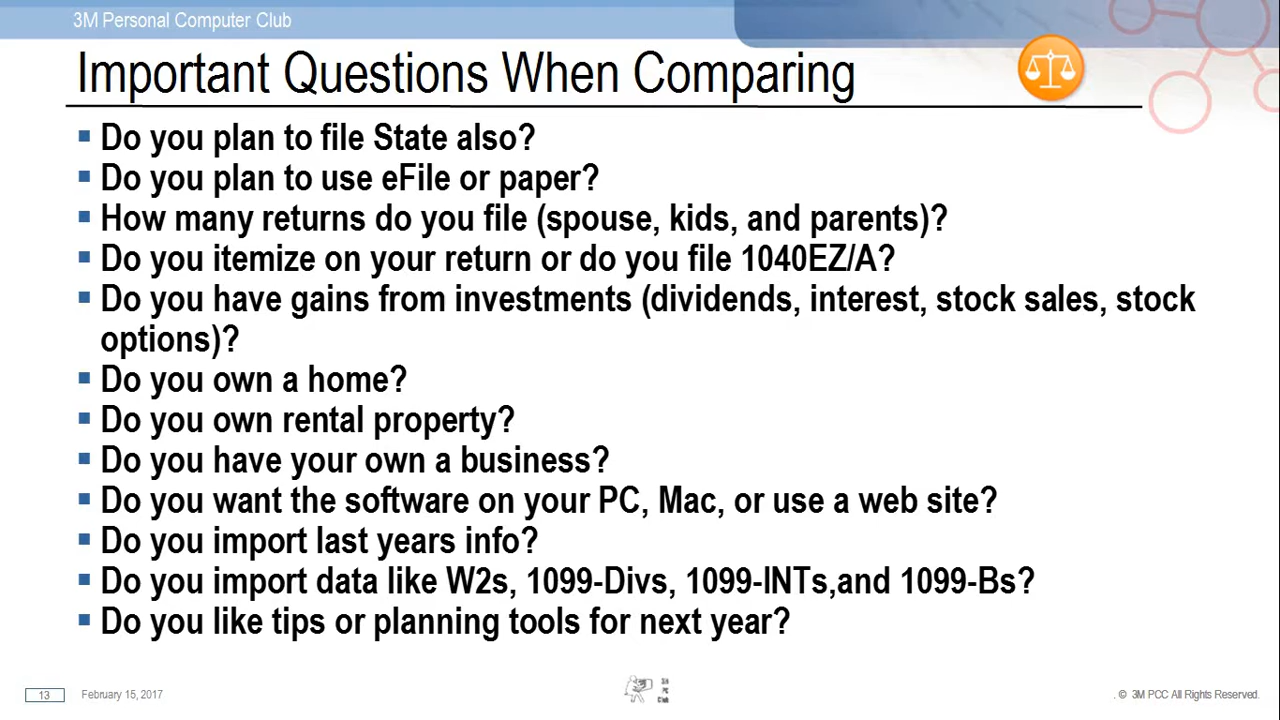 3M Personal Computer Club
Important Questions When Comparing
Do you plan to file State also?
Do you plan to use eFile or paper?
How many returns do you file (spouse, kids, and parents)?
Do you itemize on your return or do you file 1040EZ/A?
Do you have gains from investments (dividends, interest, stock sales, stock
options)?
Do you own a home?
Do you own rental property?
Do you have your own a business?
Do you want the software on your PC, Mac, or use a web site?
Do you import last years info?
Do you import data like W2s, 1099-Divs, 1099-INTs,and 1099-Bs?
Do you like tips or planning tools for next year?
13
February 15, 2017
PC
Club
. © 3M PCC All Rights Reserved.